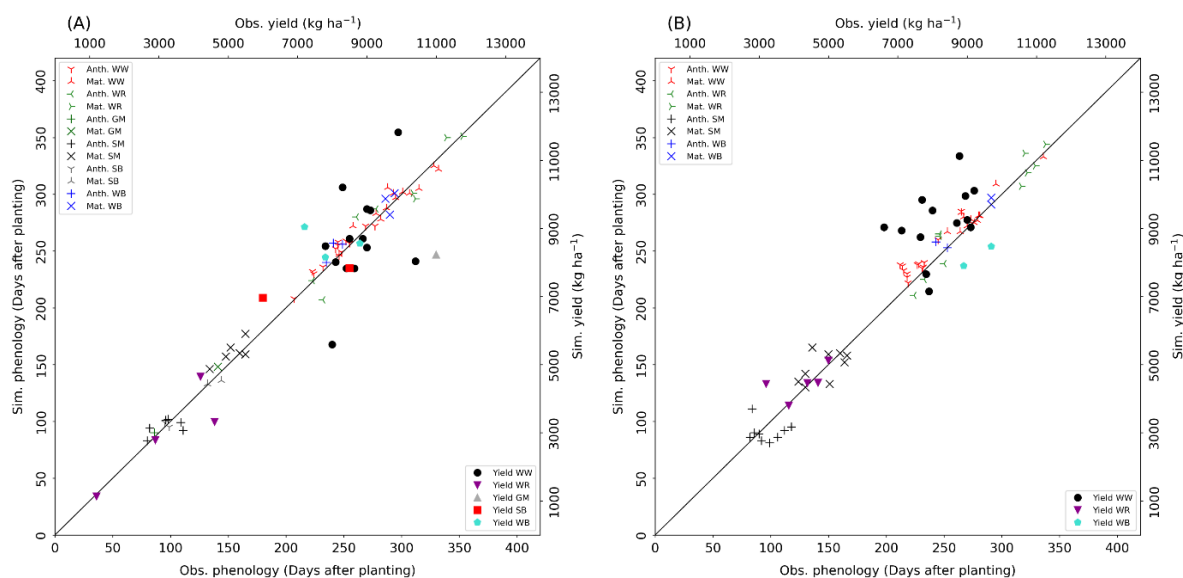 (A)
Obs. yield (kg ha⁻¹)
1000 3000 5000 7000 9000 11000 13000
Anth. WW
Mat. WW
Anth. WR
Mat. WR
Anth. GM
Mat. GM
Anth. SM
Mat. SM
Anth. SB
Mat. SB
Anth. WB
Mat. WB
Sim. phenology (Days after planting)
400
350
300
250
200
150
100
50
0
13000
11000
9000
7000
5000
3000
1000
Sim. yield (kg ha⁻¹)
Yield WW
Yield WR
Yield GM
Yield SB
Yield WB
0 50 100 150 200 250 300 350 400
Obs. phenology (Days after planting)
(B)
Obs. yield (kg ha⁻¹)
1000 3000 5000 7000 9000 11000 13000
Anth. WW
Mat. WW
Anth. WR
Mat. WR
Anth. SM
Mat. SM
Anth. WB
Mat. WB
Sim. phenology (Days after planting)
400
350
300
250
200
150
100
50
0
13000
11000
9000
7000
5000
3000
1000
Sim. yield (kg ha⁻¹)
Yield WW
Yield WR
Yield WB
0 50 100 150 200 250 300 350 400
Obs. phenology (Days after planting)